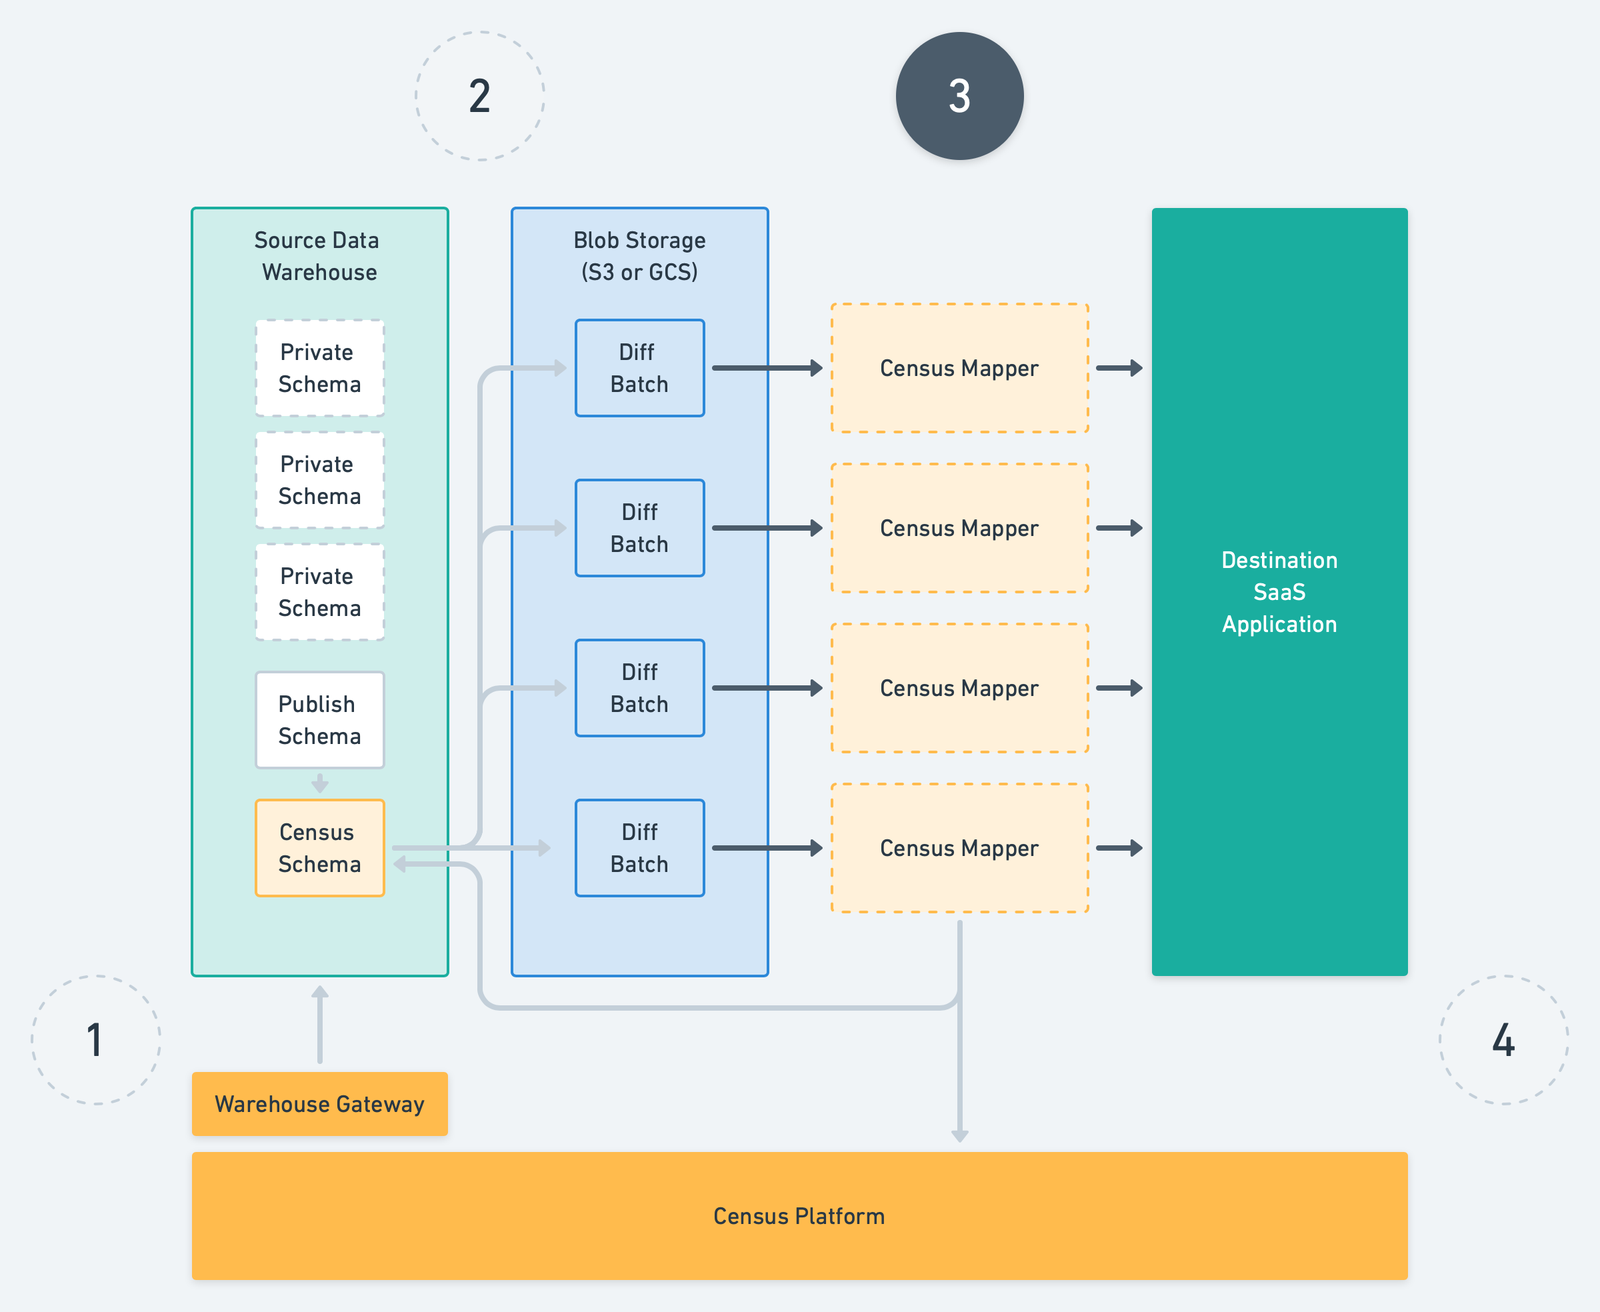 2
3
Source Data
Warehouse
Private
Schema
Private
Schema
Private
Schema
Publish
Schema
Census
Schema
Blob Storage
(S3 or GCS)
Diff
Batch
Diff
Batch
Diff
Batch
Diff
Batch
Census Mapper
Census Mapper
Census Mapper
Census Mapper
Destination
SaaS
Application
1
4
Warehouse Gateway
Census Platform